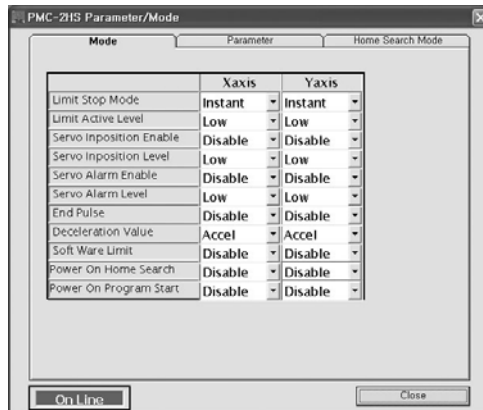 PMC-2HS Parameter/Mode
Mode Parameter Home Search Mode
Xaxis Yaxis
Limit Stop Mode Instant Instant
Limit Active Level Low Low
Servo Inposition Enable Disable Disable
Servo Inposition Level Low Low
Servo Alarm Enable Disable Disable
Servo Alarm Level Low Low
End Pulse Disable Disable
Deceleration Value Accel Accel
Soft Ware Limit Disable Disable
Power On Home Search Disable Disable
Power On Program Start Disable Disable
On Line Close